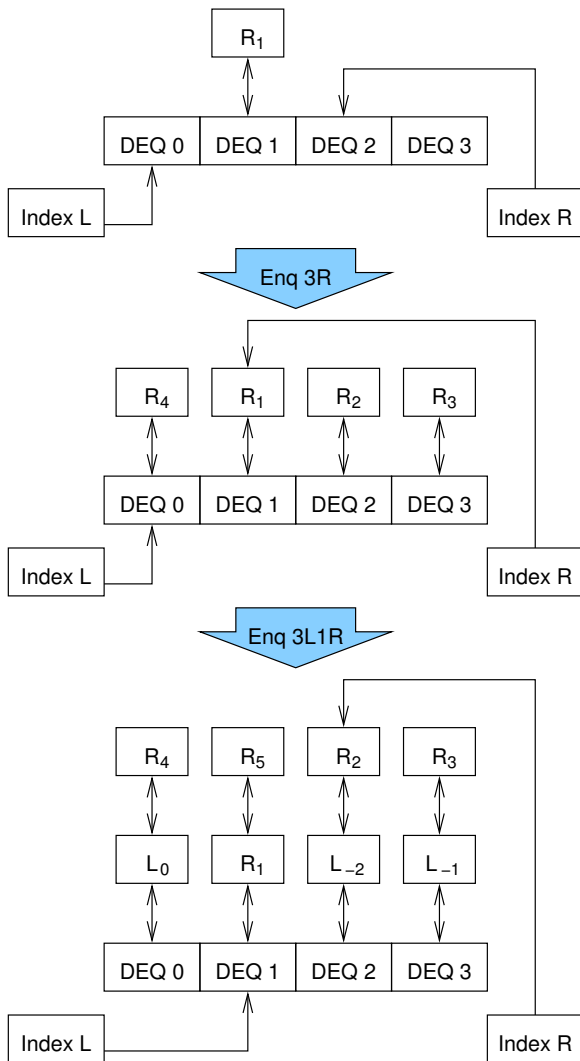 R₁
DEQ 0 DEQ 1 DEQ 2 DEQ 3
Index L Index R
Enq 3R
R₄ R₁ R₂ R₃
DEQ 0 DEQ 1 DEQ 2 DEQ 3
Index L Index R
Enq 3L1R
R₄ R₅ R₂ R₃
L₀ R₁ L₋₂ L₋₁
DEQ 0 DEQ 1 DEQ 2 DEQ 3
Index L Index R